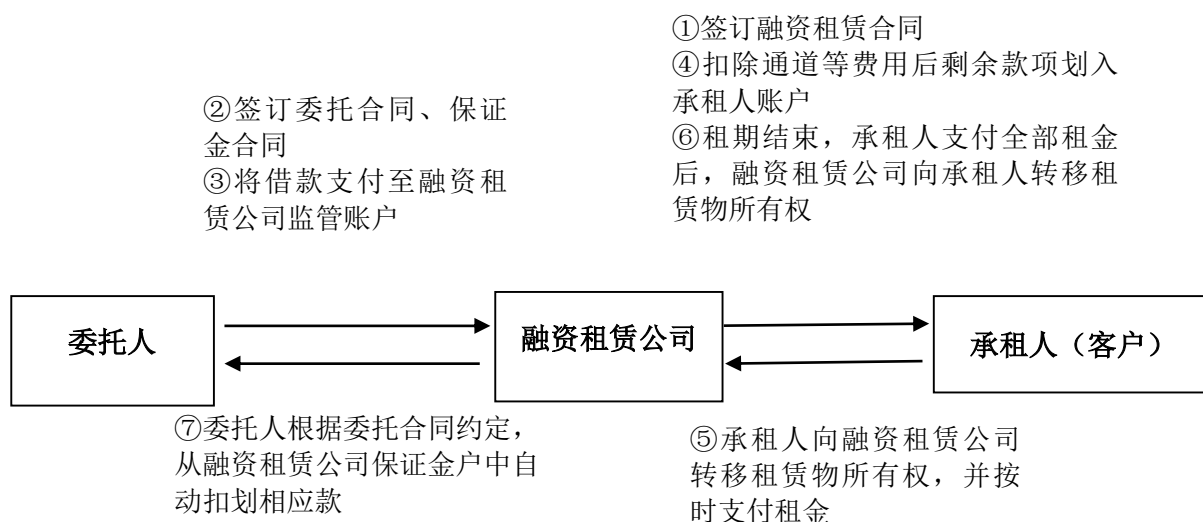 ①签订融资租赁合同
④扣除通道等费用后剩余款项划入
承租人账户
⑥租期结束，承租人支付全部租金
后，融资租赁公司向承租人转移租
赁物所有权
②签订委托合同、保证
金合同
③将借款支付至融资租
赁公司监管账户
委托人
融资租赁公司
承租人（客户）
⑦委托人根据委托合同约定，
从融资租赁公司保证金户中自
动扣划相应款
⑤承租人向融资租赁公司
转移租赁物所有权，并按
时支付租金